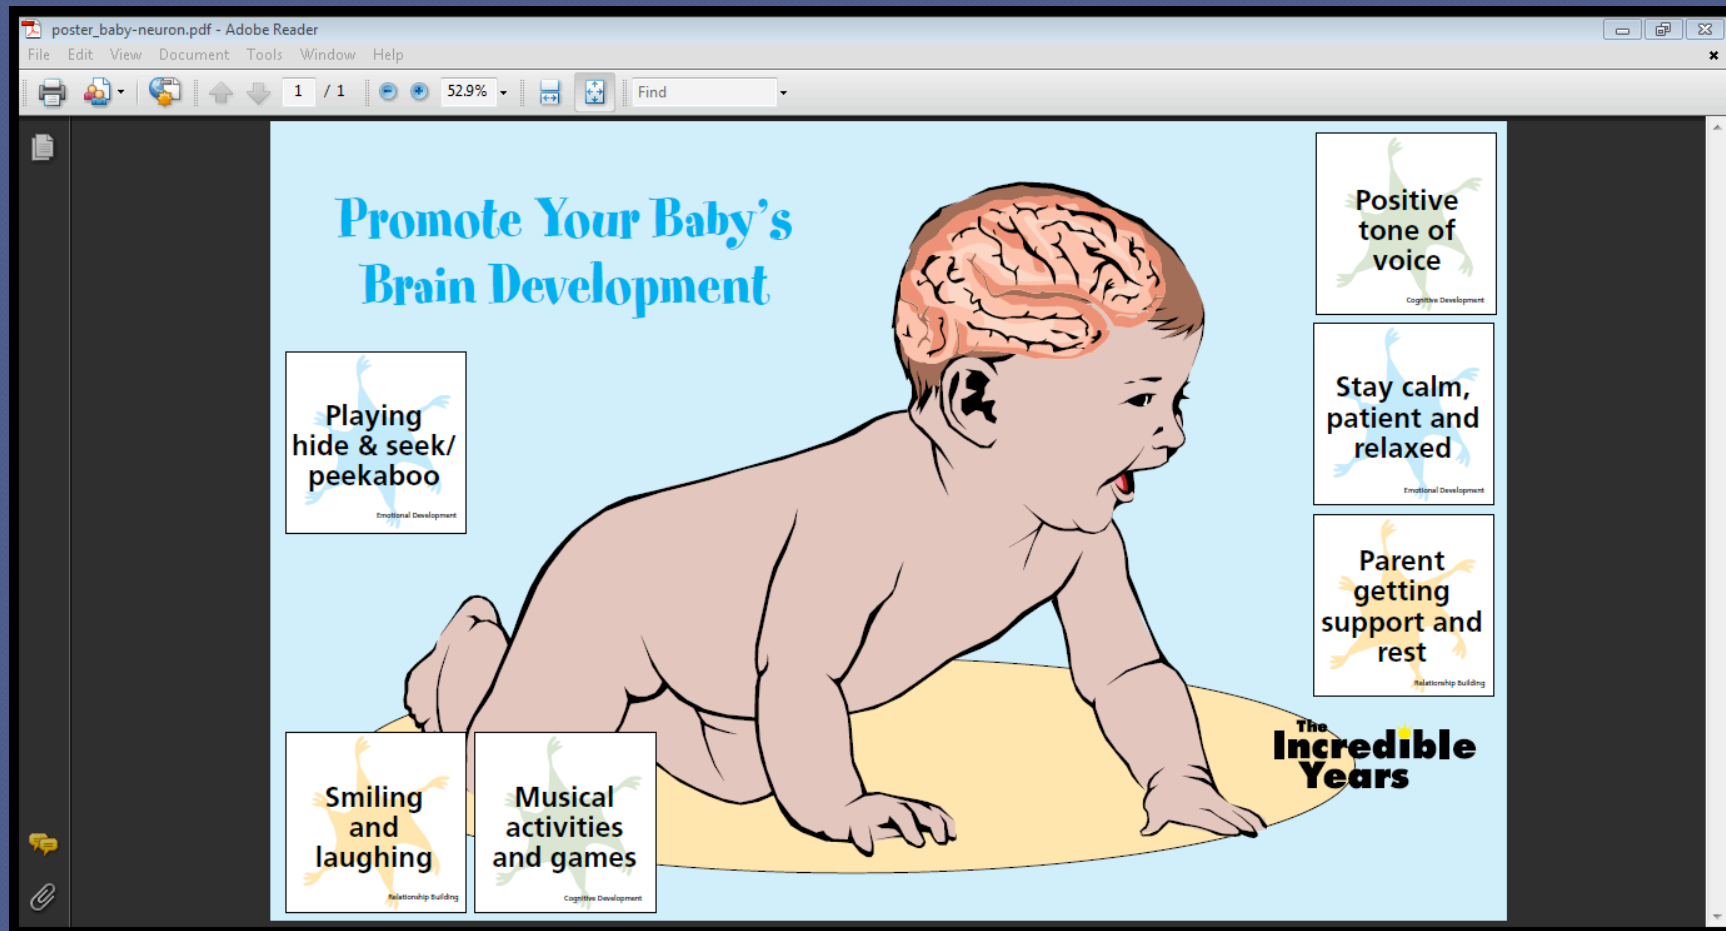 poster_baby-neuron.pdf - Adobe Reader
File Edit View Document Tools Window Help
1 / 1 52.9% Find
Promote Your Baby's
Brain Development
Playing
hide & seek/
peekaboo
Emotional Development
Smiling
and
laughing
Relationship Building
Musical
activities
and games
Cognitive Development
Positive
tone of
voice
Cognitive Development
Stay calm,
patient and
relaxed
Emotional Development
Parent
getting
support and
rest
Relationship Building
The
Incredible
Years